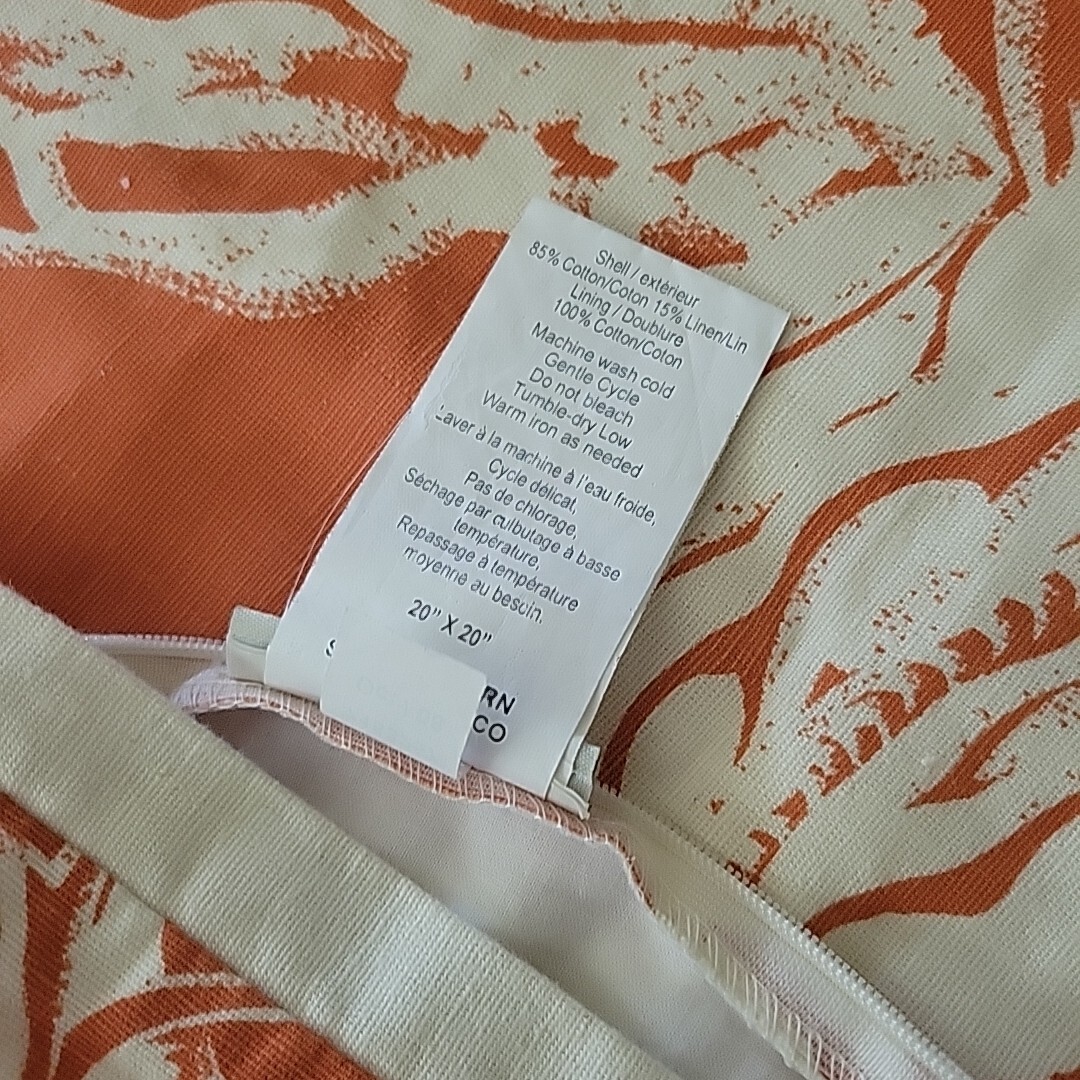 Shell / extérieur
85% Cotton/Coton 15% Linen/Lin
Lining / Doublure
100% Cotton/Coton
Machine wash cold
Gentle Cycle
Do not bleach
Tumble-dry Low
Warm iron as needed
Laver à la machine à l'eau froide,
Cycle délicat,
Pas de chlorage,
Séchage par culbutage à basse
température,
Repassage à température
moyenne au besoin.
20" X 20"
RN
CO